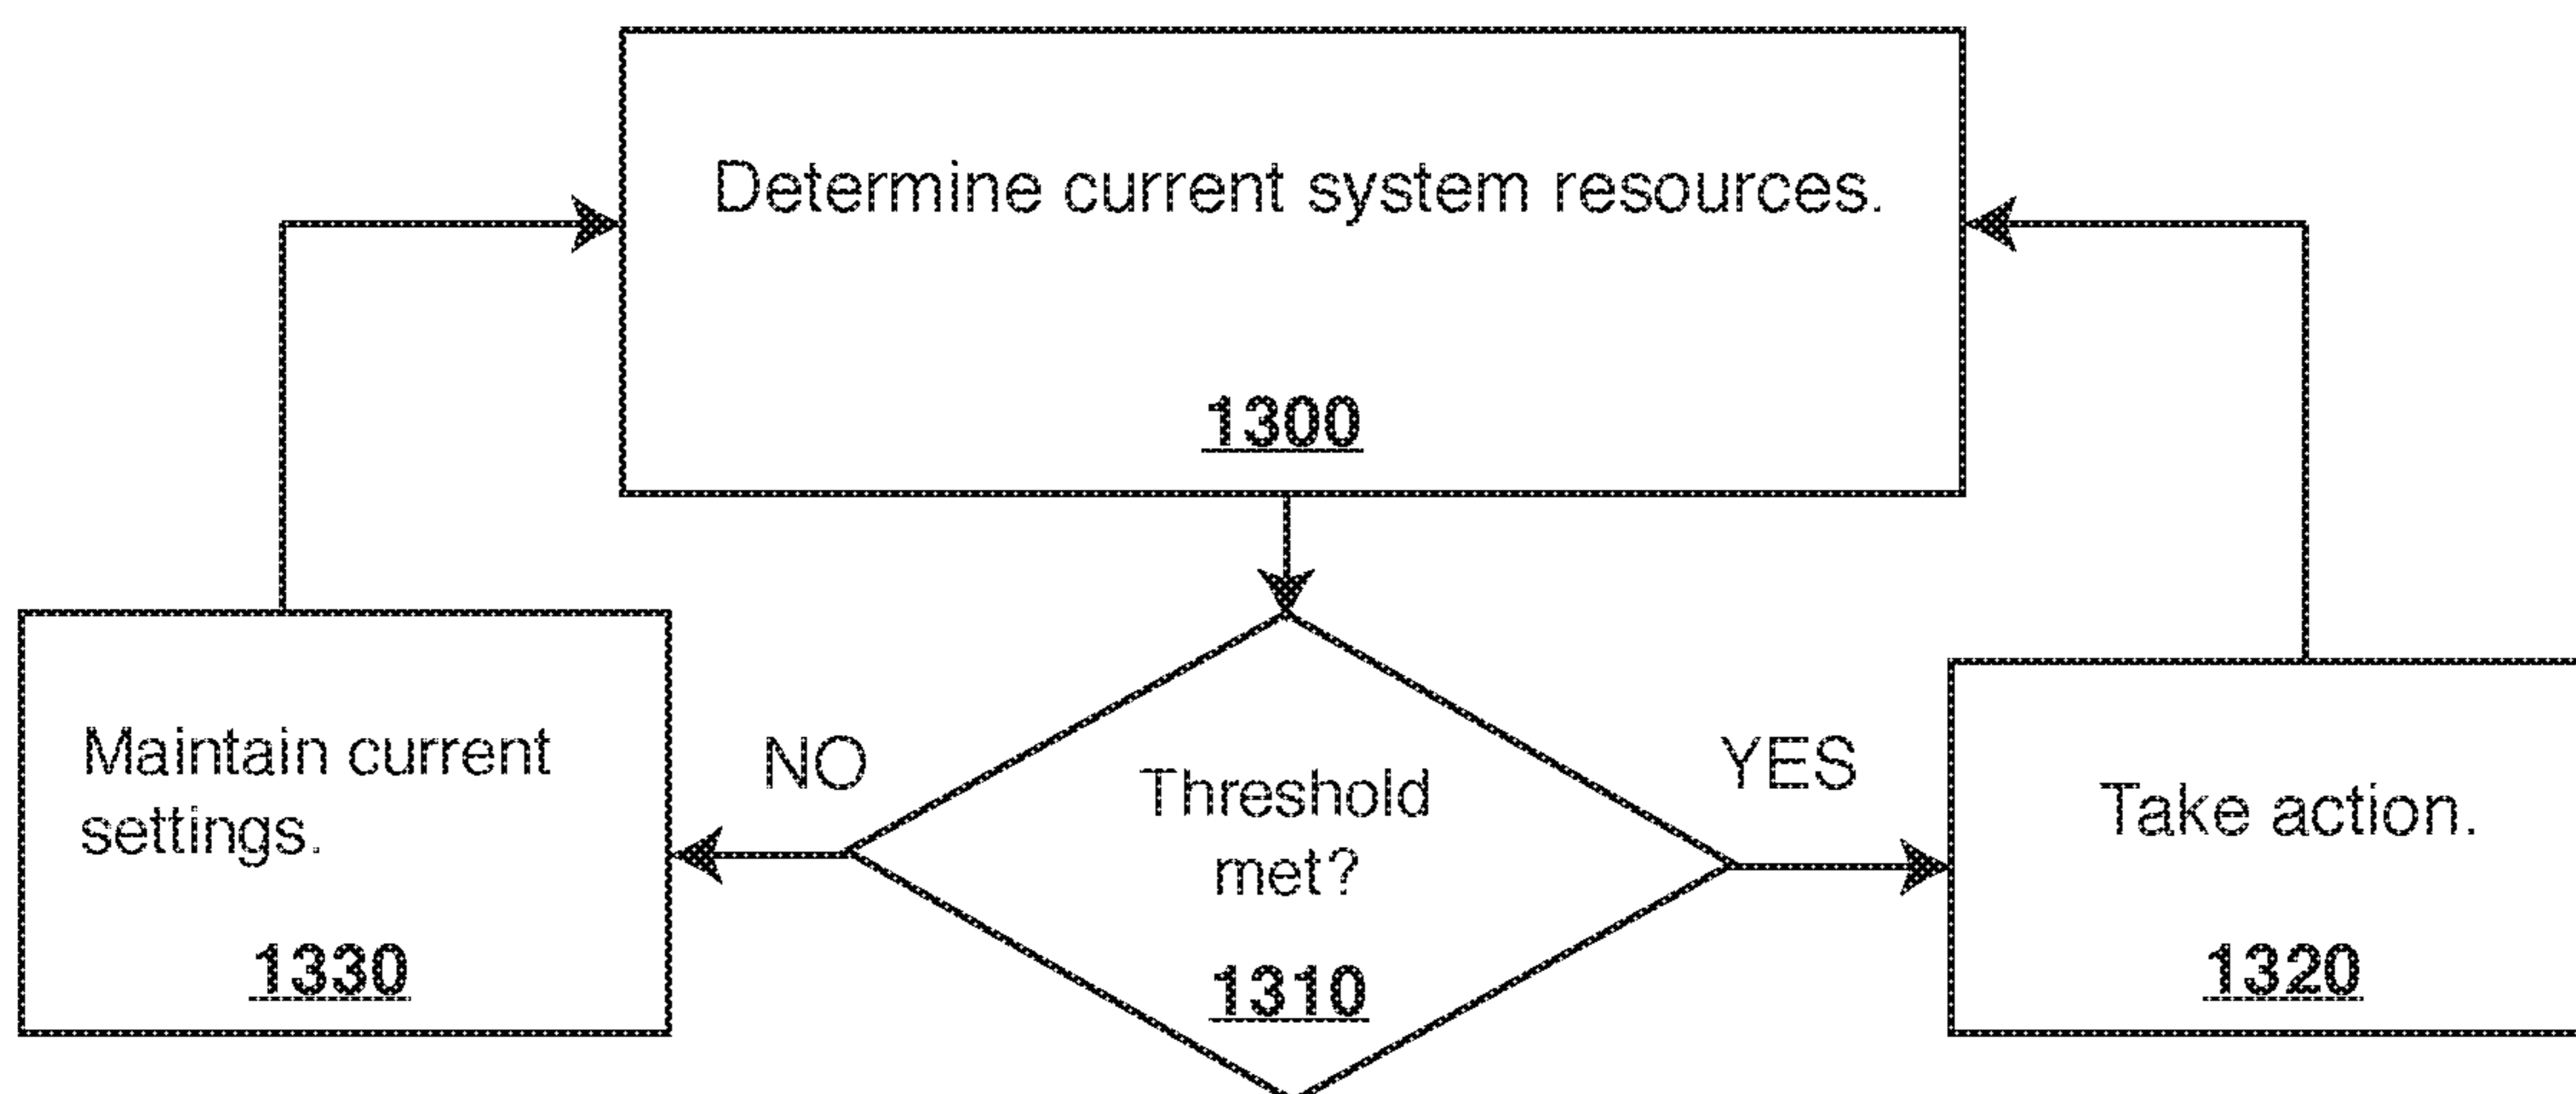 Determine current system resources.
1300
Maintain current
settings.
1330
NO
Threshold
met?
1310
YES
Take action.
1320